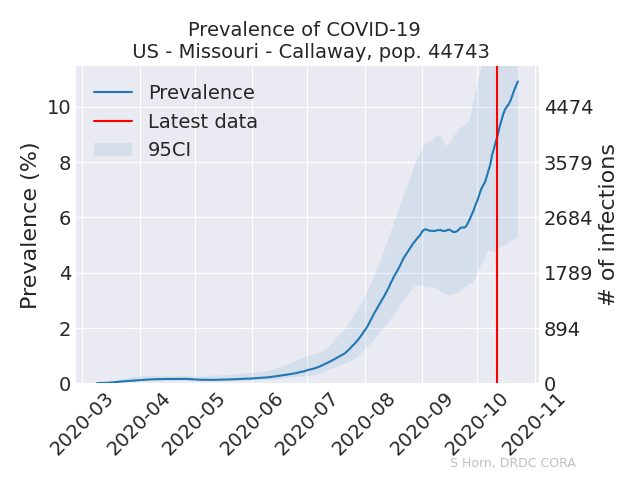 Prevalence of COVID-19
US - Missouri - Callaway, pop. 44743
Prevalence
Latest data
95CI
Prevalence (%)
10
8
6
4
2
0
4474
3579
2684
1789
894
0
# of infections
2020-03
2020-04
2020-05
2020-06
2020-07
2020-08
2020-09
2020-10
2020-11
S Horn, DRDC CORA